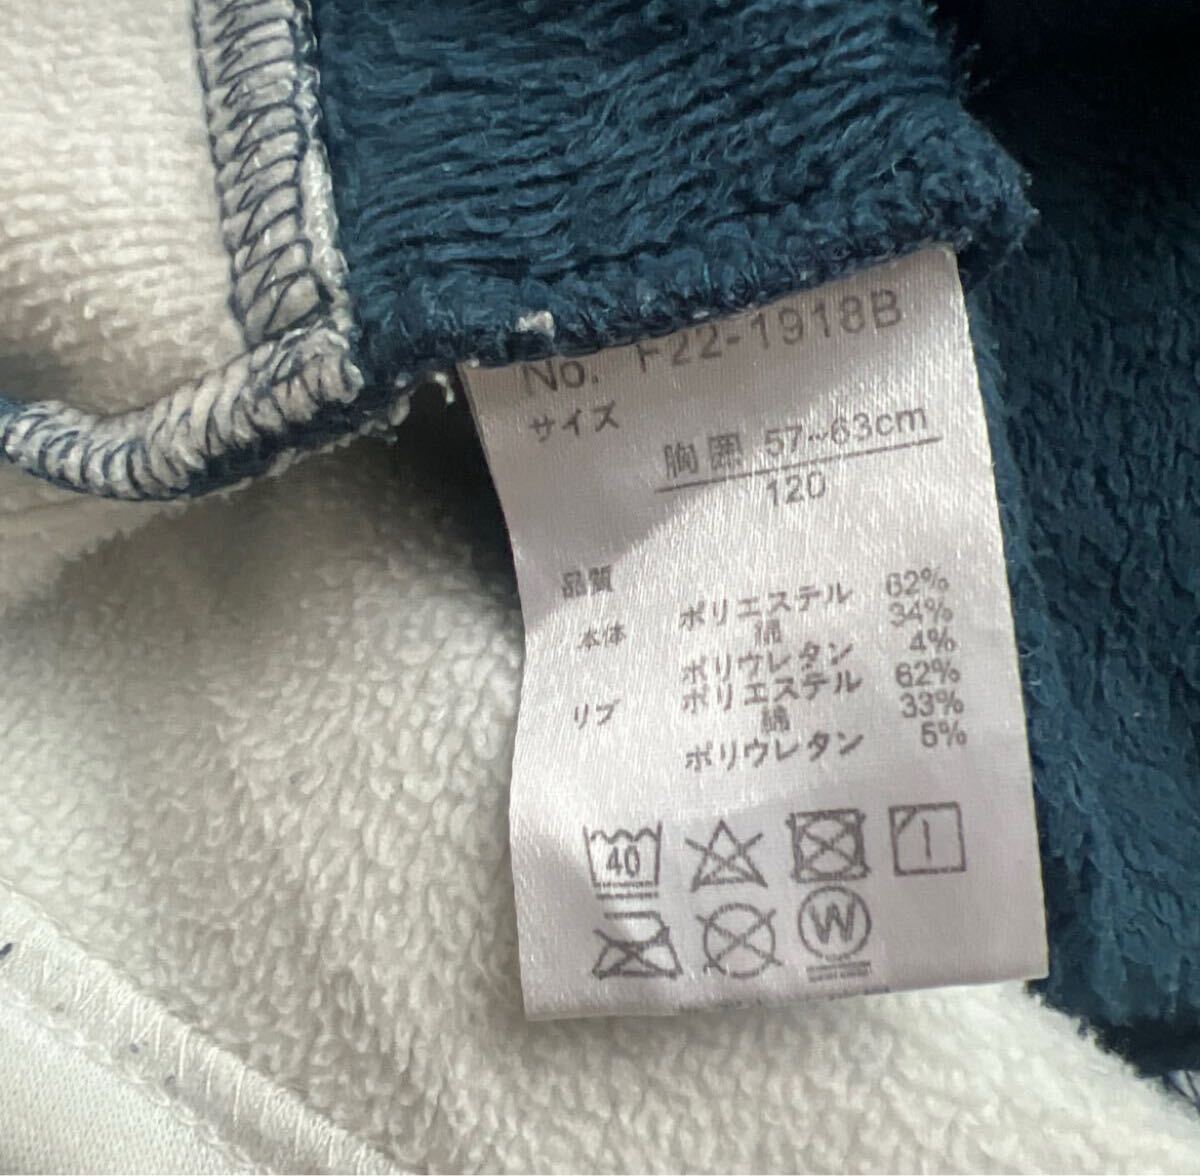 No. F22-1918B
サイズ
胸囲 57~63cm
120
品質
本体 ポリエステル 62%
綿 34%
ポリウレタン 4%
リブ ポリエステル 62%
綿 33%
ポリウレタン 5%
40
W